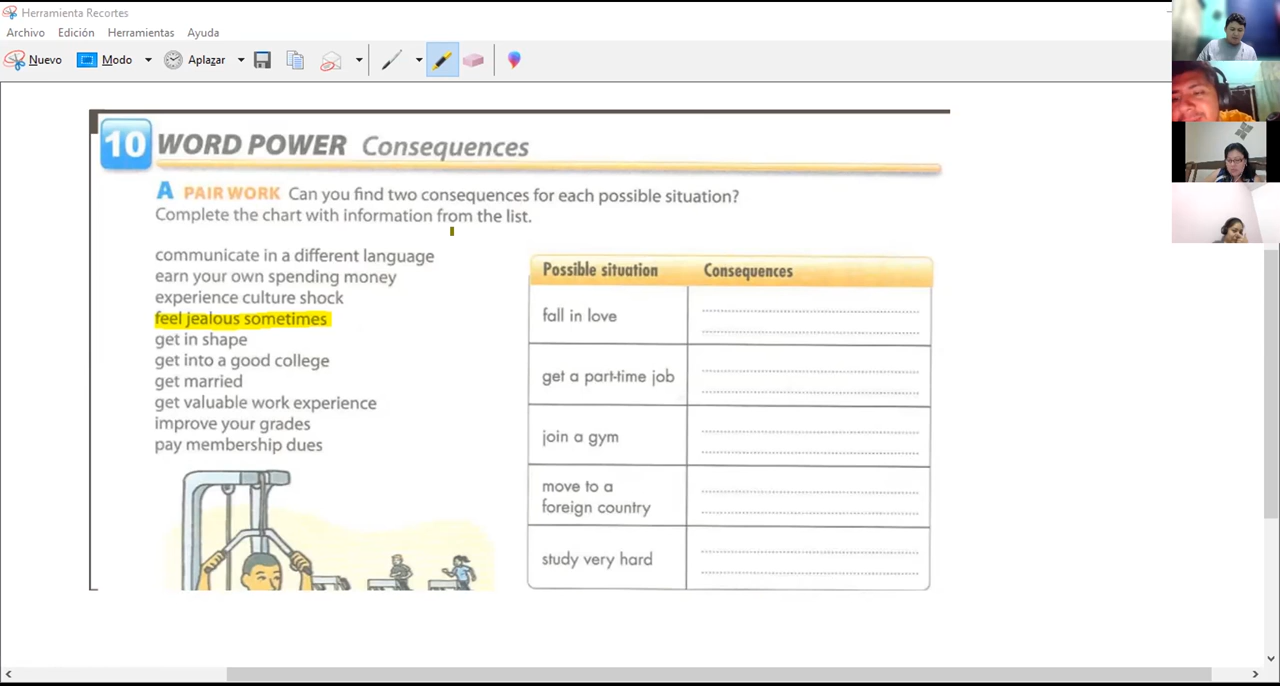 Herramienta Recortes
Archivo Edición Herramientas Ayuda
Nuevo Modo Aplazar
10 WORD POWER Consequences
A PAIR WORK Can you find two consequences for each possible situation?
Complete the chart with information from the list.
communicate in a different language
earn your own spending money
experience culture shock
feel jealous sometimes
get in shape
get into a good college
get married
get valuable work experience
improve your grades
pay membership dues
Possible situation Consequences
fall in love
get a part-time job
join a gym
move to a
foreign country
study very hard